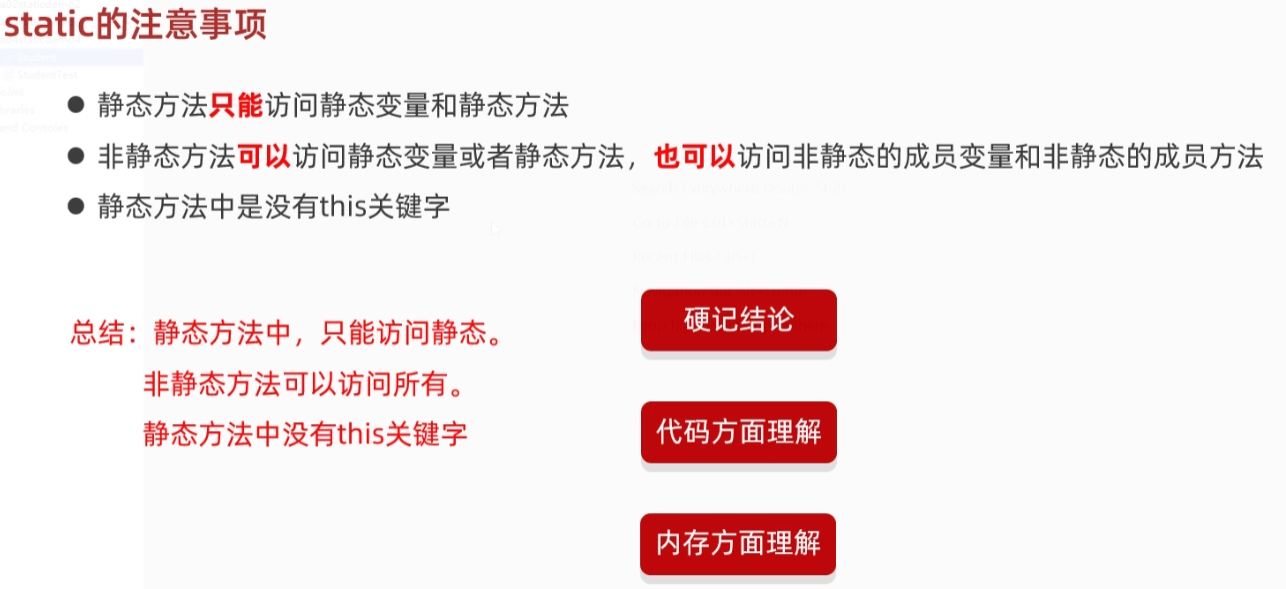 static的注意事项
StudentTest
静态方法只能访问静态变量和静态方法
非静态方法可以访问静态变量或者静态方法，也可以访问非静态的成员变量和非静态的成员方法
静态方法中是没有this关键字
总结：静态方法中，只能访问静态。
非静态方法可以访问所有。
静态方法中没有this关键字
硬记结论
代码方面理解
内存方面理解